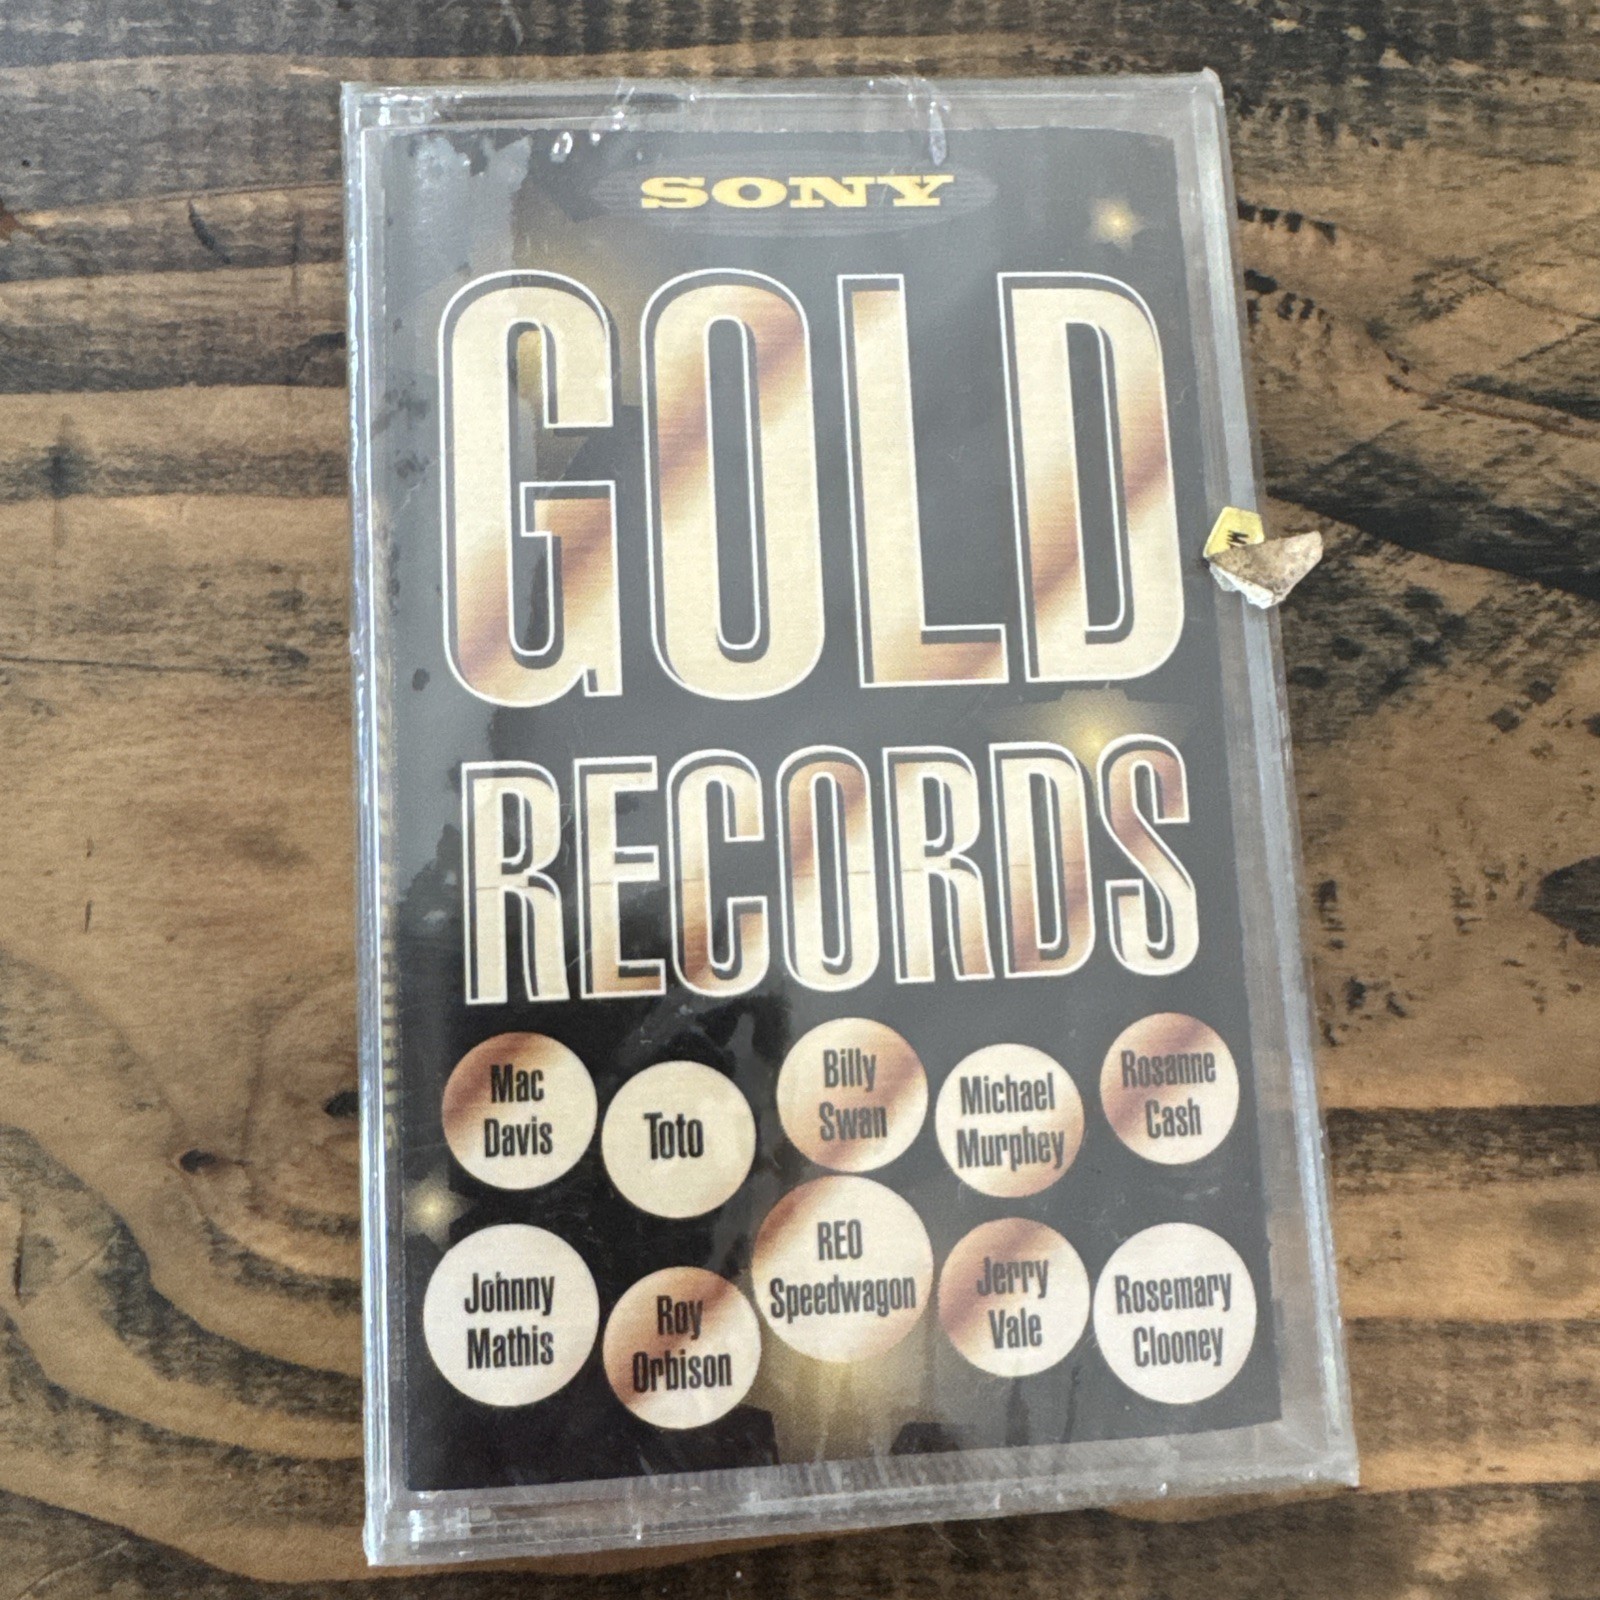 SONY
GOLD
RECORDS
Mac
Davis
Toto
Billy
Swan
Michael
Murphey
Rosanne
Cash
Johnny
Mathis
Roy
Orbison
REO
Speedwagon
Jerry
Vale
Rosemary
Clooney